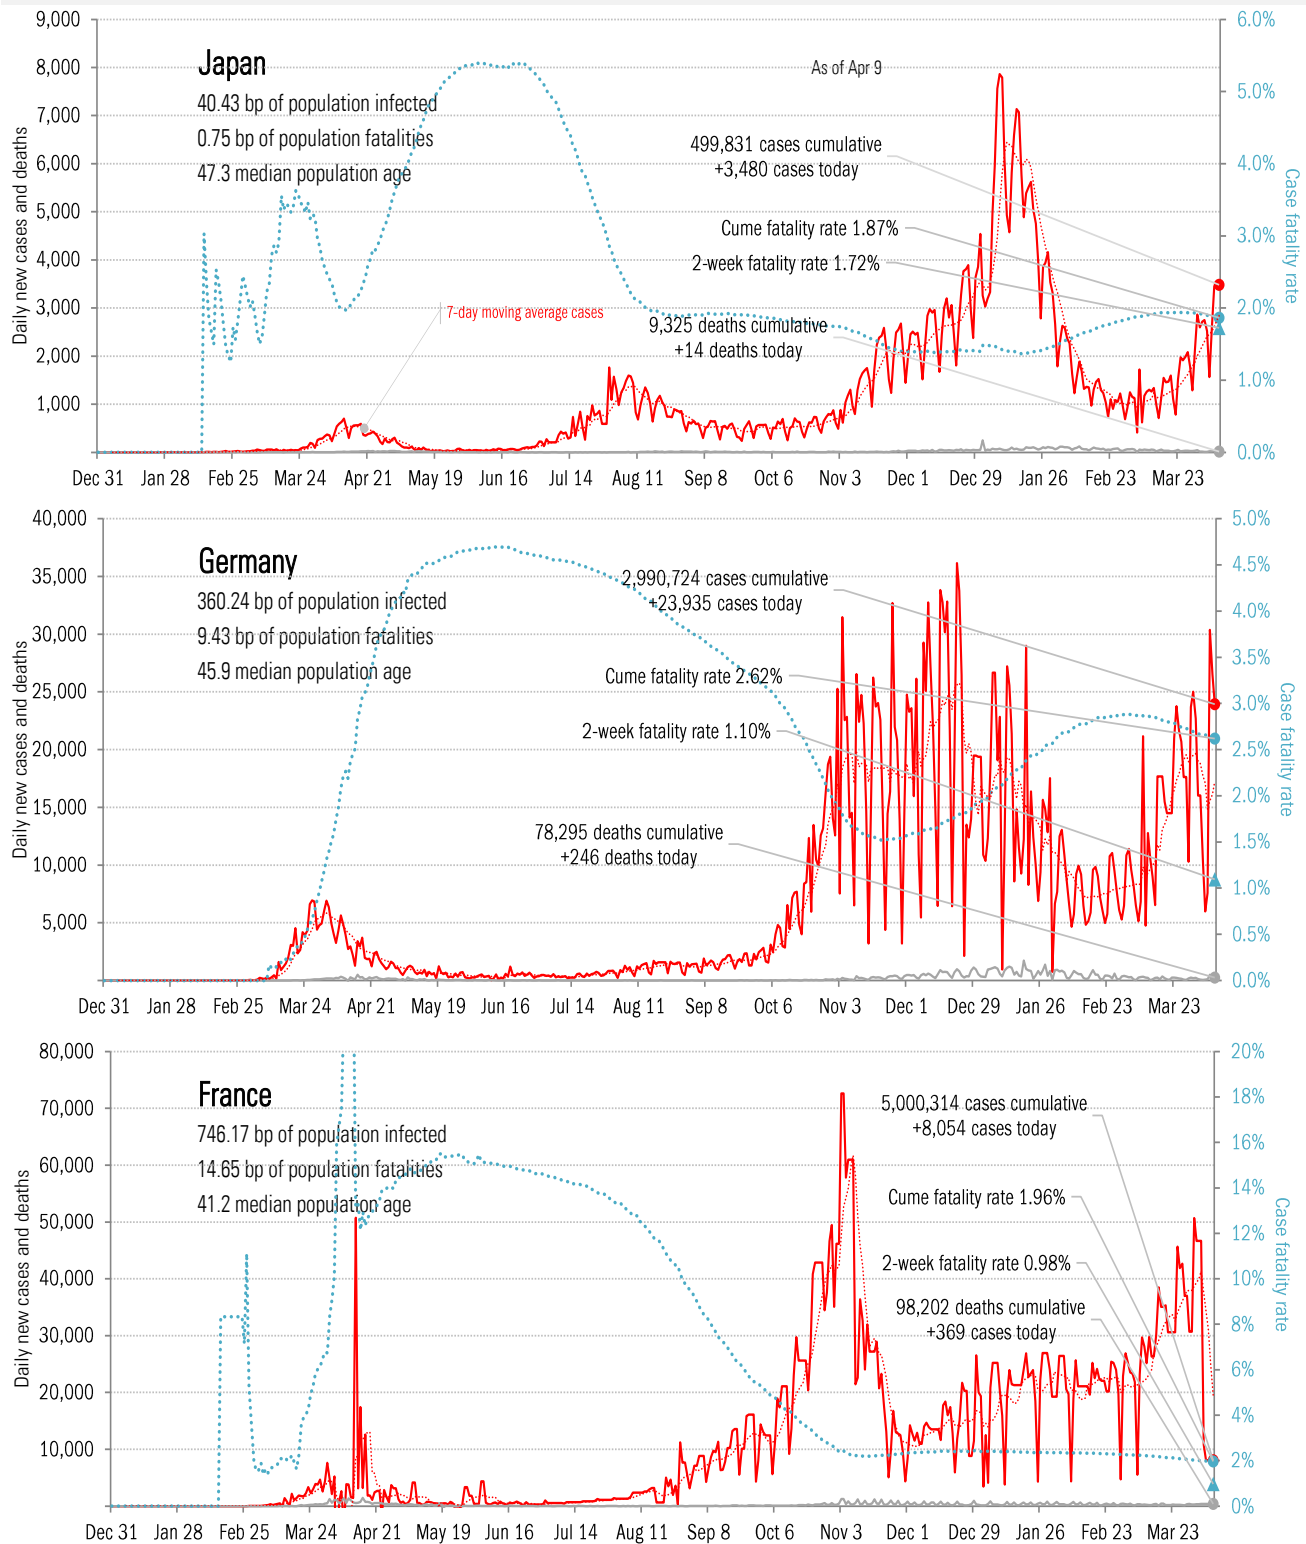 9,000
8,000
7,000
6,000
5,000
4,000
3,000
2,000
1,000
Daily new cases and deaths
6.0%
5.0%
4.0%
3.0%
2.0%
1.0%
0.0%
Case fatality rate
Japan
40.43 bp of population infected
0.75 bp of population fatalities
47.3 median population age
As of Apr 9
499,831 cases cumulative
+3,480 cases today
Cume fatality rate 1.87%
2-week fatality rate 1.72%
7-day moving average cases
9,325 deaths cumulative
+14 deaths today
Dec 31 Jan 28 Feb 25 Mar 24 Apr 21 May 19 Jun 16 Jul 14 Aug 11 Sep 8 Oct 6 Nov 3 Dec 1 Dec 29 Jan 26 Feb 23 Mar 23
40,000
35,000
30,000
25,000
20,000
15,000
10,000
5,000
Daily new cases and deaths
5.0%
4.5%
4.0%
3.5%
3.0%
2.5%
2.0%
1.5%
1.0%
0.5%
0.0%
Case fatality rate
Germany
360.24 bp of population infected
9.43 bp of population fatalities
45.9 median population age
2,990,724 cases cumulative
+23,935 cases today
Cume fatality rate 2.62%
2-week fatality rate 1.10%
78,295 deaths cumulative
+246 deaths today
Dec 31 Jan 28 Feb 25 Mar 24 Apr 21 May 19 Jun 16 Jul 14 Aug 11 Sep 8 Oct 6 Nov 3 Dec 1 Dec 29 Jan 26 Feb 23 Mar 23
80,000
70,000
60,000
50,000
40,000
30,000
20,000
10,000
Daily new cases and deaths
20%
18%
16%
14%
12%
10%
8%
6%
4%
2%
0%
Case fatality rate
France
746.17 bp of population infected
14.65 bp of population fatalities
41.2 median population age
5,000,314 cases cumulative
+8,054 cases today
Cume fatality rate 1.96%
2-week fatality rate 0.98%
98,202 deaths cumulative
+369 cases today
Dec 31 Jan 28 Feb 25 Mar 24 Apr 21 May 19 Jun 16 Jul 14 Aug 11 Sep 8 Oct 6 Nov 3 Dec 1 Dec 29 Jan 26 Feb 23 Mar 23